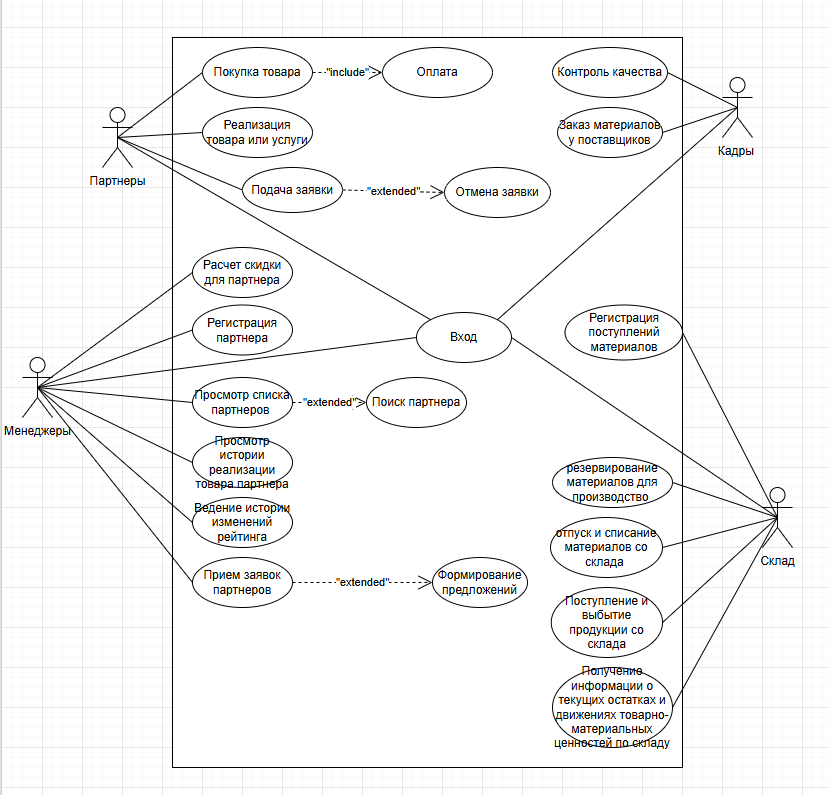 Покупка товара
"include"
Оплата
Контроль качества
Реализация
товара или услуги
Заказ материалов
у поставщиков
Кадры
Партнеры
Подача заявки
"extended"
Отмена заявки
Расчет скидки
для партнера
Регистрация
партнера
Вход
Регистрация
поступлений
материалов
Просмотр списка
партнеров
"extended"
Поиск партнера
Менеджеры
Просмотр
истории
реализации
товара партнера
резервирование
материалов для
производство
Ведение истории
изменений
рейтинга
отпуск и списание
материалов со
склада
Склад
Прием заявок
партнеров
"extended"
Формирование
предложений
Поступление и
выбытие
продукции со
склада
Получение
информации о
текущих остатках и
движениях товарно-
материальных
ценностей по складу